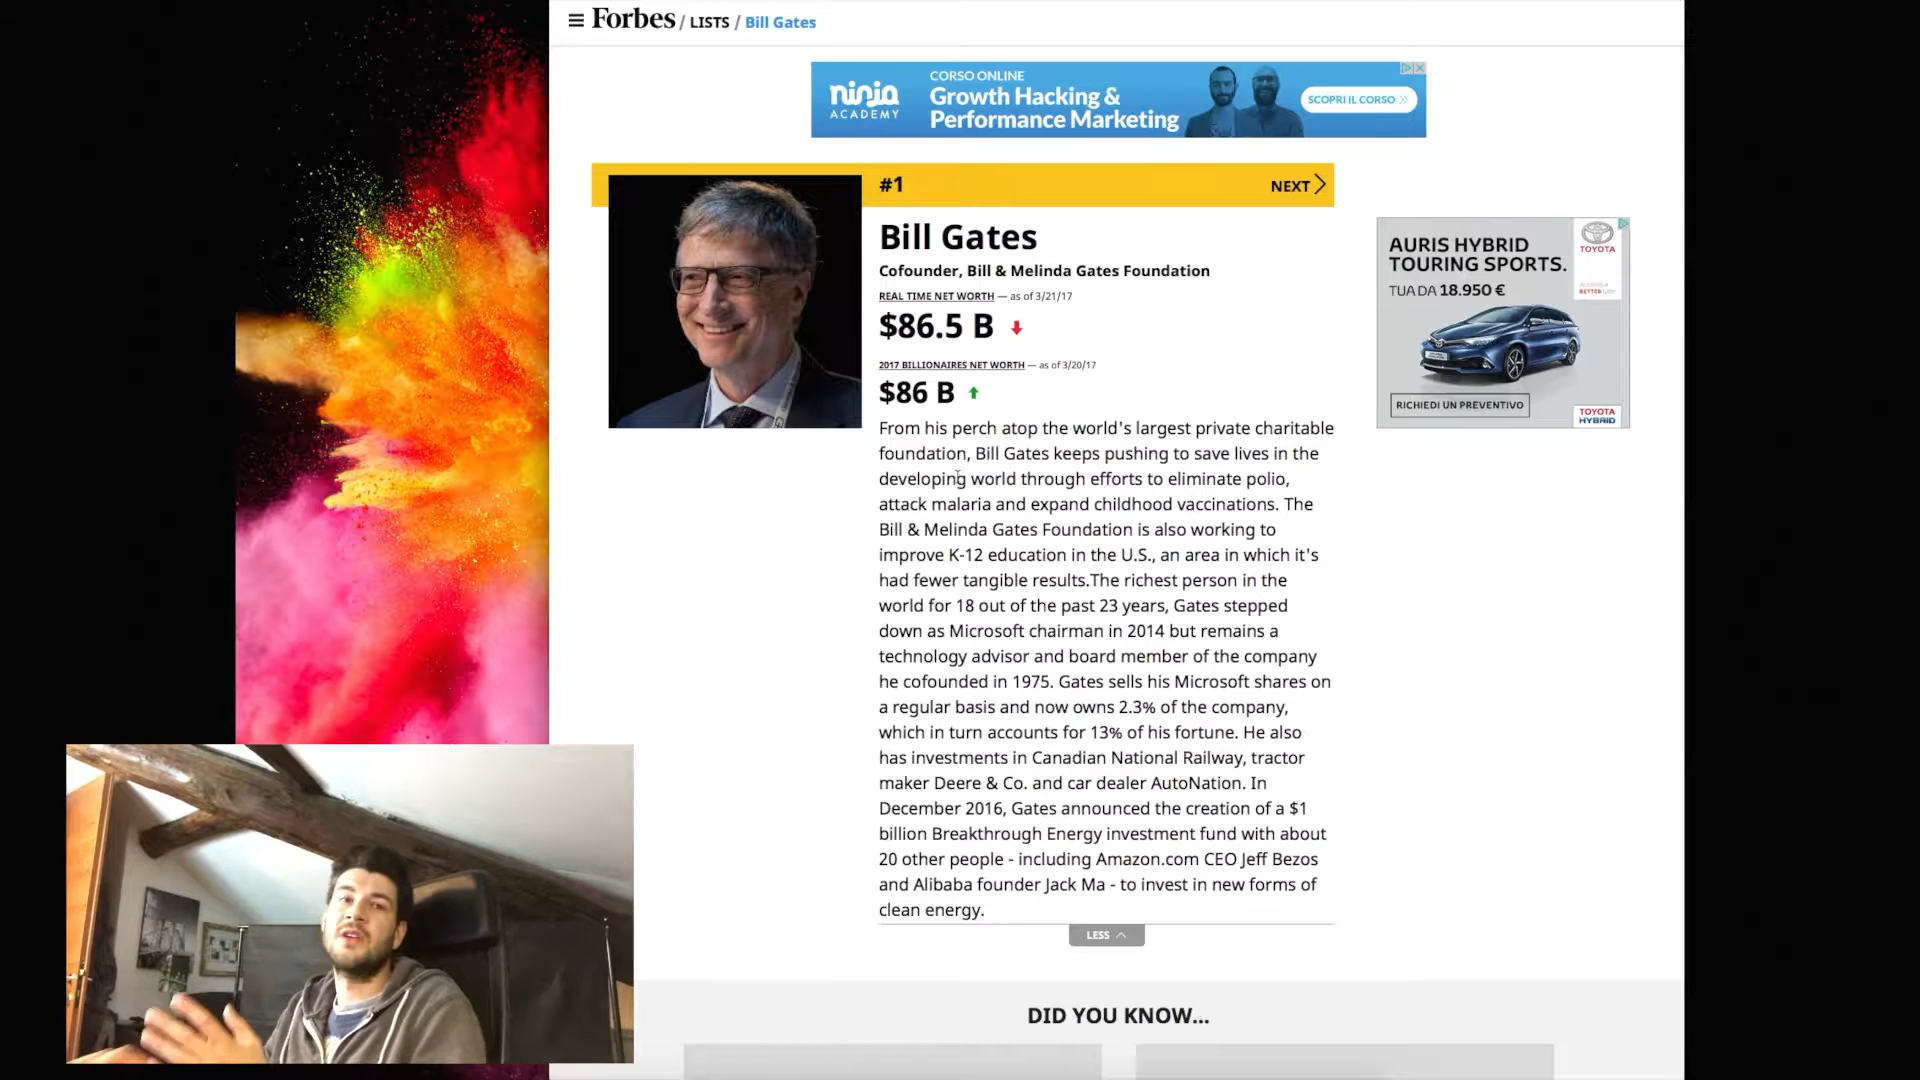 Forbes / LISTS / Bill Gates
ninja
ACADEMY
CORSO ONLINE
Growth Hacking &
Performance Marketing
SCOPRI IL CORSO
#1
NEXT
Bill Gates
Cofounder, Bill & Melinda Gates Foundation
REAL TIME NET WORTH — as of 3/21/17
$86.5 B
2017 BILLIONAIRES NET WORTH — as of 3/20/17
$86 B
From his perch atop the world's largest private charitable
foundation, Bill Gates keeps pushing to save lives in the
developing world through efforts to eliminate polio,
attack malaria and expand childhood vaccinations. The
Bill & Melinda Gates Foundation is also working to
improve K-12 education in the U.S., an area in which it's
had fewer tangible results.The richest person in the
world for 18 out of the past 23 years, Gates stepped
down as Microsoft chairman in 2014 but remains a
technology advisor and board member of the company
he cofounded in 1975. Gates sells his Microsoft shares on
a regular basis and now owns 2.3% of the company,
which in turn accounts for 13% of his fortune. He also
has investments in Canadian National Railway, tractor
maker Deere & Co. and car dealer AutoNation. In
December 2016, Gates announced the creation of a $1
billion Breakthrough Energy investment fund with about
20 other people - including Amazon.com CEO Jeff Bezos
and Alibaba founder Jack Ma - to invest in new forms of
clean energy.
LESS
AURIS HYBRID
TOURING SPORTS.
TUA DA 18.950 €
TOYOTA
RICHIEDI UN PREVENTIVO
TOYOTA
HYBRID
DID YOU KNOW...